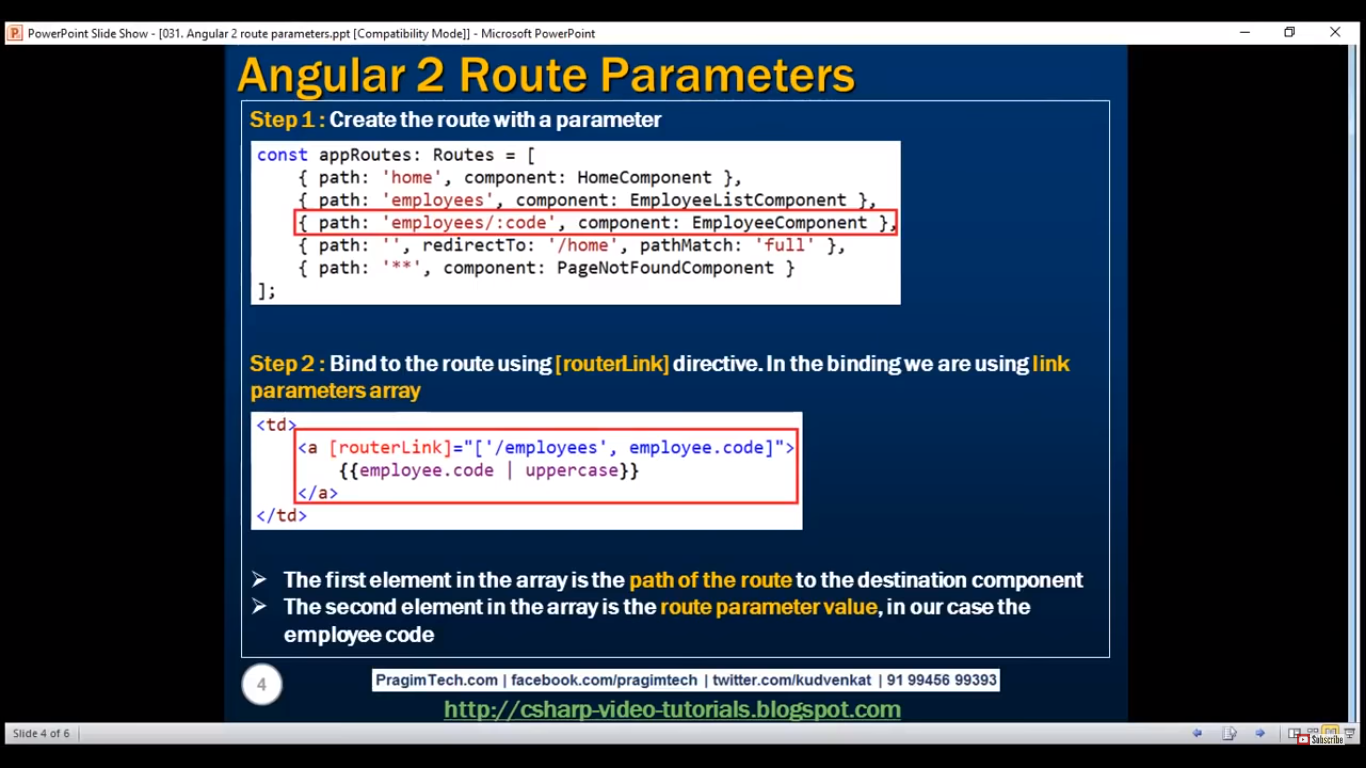 PowerPoint Slide Show - [031. Angular 2 route parameters.ppt [Compatibility Mode]] - Microsoft PowerPoint
Angular 2 Route Parameters
Step 1 : Create the route with a parameter
const appRoutes: Routes = [
{ path: 'home', component: HomeComponent },
{ path: 'employees', component: EmployeeListComponent },
{ path: 'employees/:code', component: EmployeeComponent },
{ path: '', redirectTo: '/home', pathMatch: 'full' },
{ path: '**', component: PageNotFoundComponent }
];
Step 2 : Bind to the route using [routerLink] directive. In the binding we are using link
parameters array
<td>
<a [routerLink]="['/employees', employee.code]">
{{employee.code | uppercase}}
</a>
</td>
➢ The first element in the array is the path of the route to the destination component
➢ The second element in the array is the route parameter value, in our case the
employee code
4
PragimTech.com | facebook.com/pragimtech | twitter.com/kudvenkat | 91 99456 99393
http://csharp-video-tutorials.blogspot.com
Slide 4 of 6
Subscribe